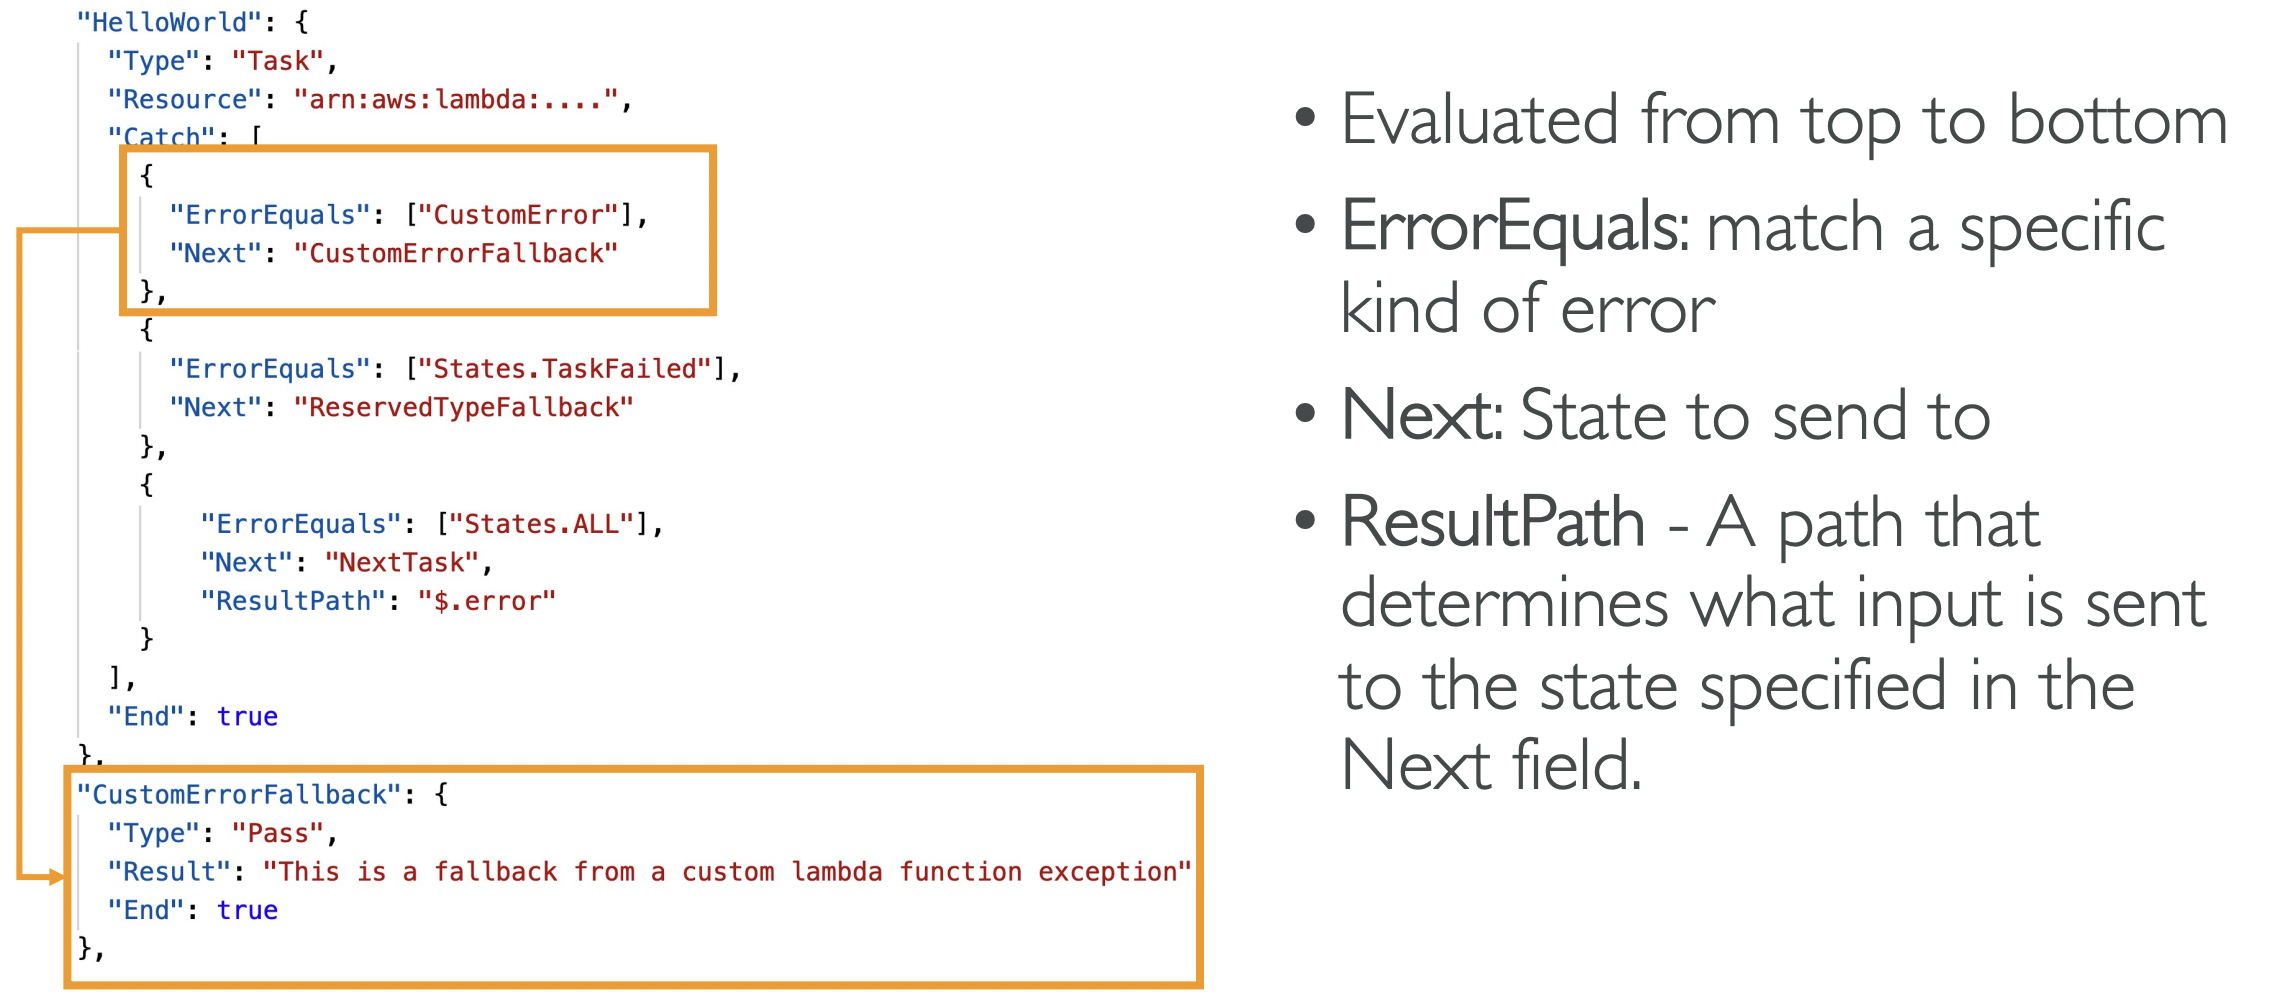 "HelloWorld": {
"Type": "Task",
"Resource": "arn:aws:lambda:....",
"Catch": [
{
"ErrorEquals": ["CustomError"],
"Next": "CustomErrorFallback"
},
{
"ErrorEquals": ["States.TaskFailed"],
"Next": "ReservedTypeFallback"
},
{
"ErrorEquals": ["States.ALL"],
"Next": "NextTask",
"ResultPath": "$.error"
}
],
"End": true
},
"CustomErrorFallback": {
"Type": "Pass",
"Result": "This is a fallback from a custom lambda function exception"
"End": true
},
• Evaluated from top to bottom
• ErrorEquals: match a specific
kind of error
• Next: State to send to
• ResultPath - A path that
determines what input is sent
to the state specified in the
Next field.